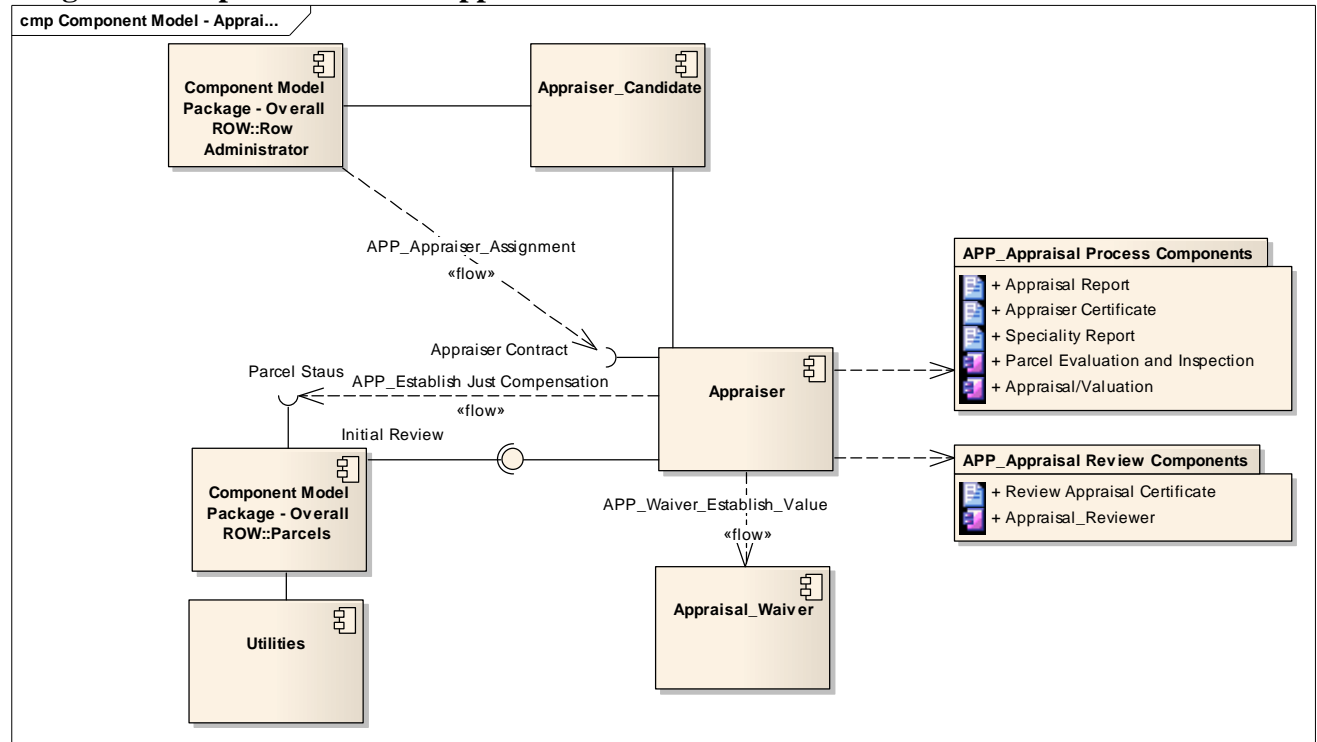 cmp Component Model - Apprai...
Component Model
Package - Overall
ROW::Row
Administrator
Appraiser_Candidate
APP_Appraiser_Assignment
«flow»
APP_Appraisal Process Components
+ Appraisal Report
+ Appraiser Certificate
+ Speciality Report
+ Parcel Evaluation and Inspection
+ Appraisal/Valuation
Appraiser Contract
Parcel Staus
APP_Establish Just Compensation
«flow»
Appraiser
Initial Review
Component Model
Package - Overall
ROW::Parcels
APP_Appraisal Review Components
+ Review Appraisal Certificate
+ Appraisal_Reviewer
APP_Waiver_Establish_Value
«flow»
Appraisal_Waiver
Utilities